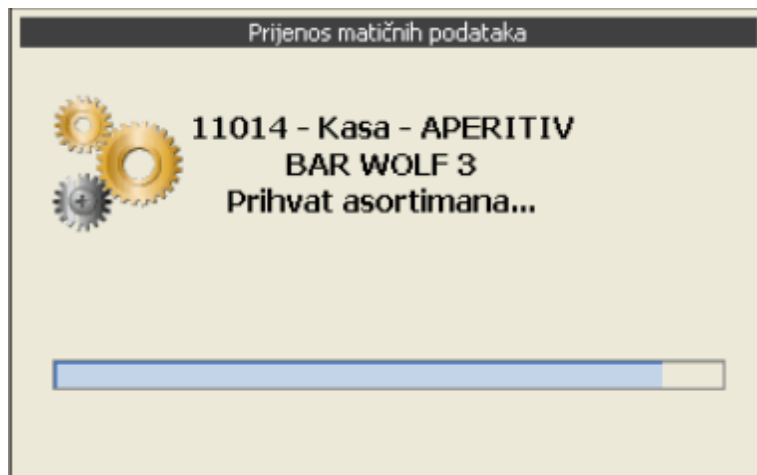 Prijenos matičnih podataka
11014 - Kasa - APERITIV
BAR WOLF 3
Prihvat asortimana...